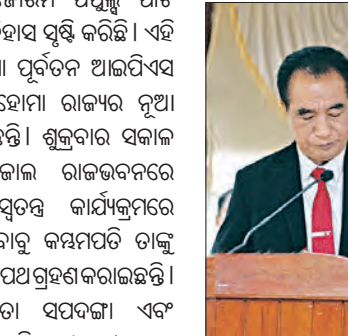 ହାସ ସୃଷ୍ଟି କରିଛି । ଏହି
ପୂର୍ବତନ ଆଇପିଏସ
ହୋମା ରାଜ୍ୟର ନୂଆ
ଶୁକ୍ରବାର ସକାଳ
ଜାଲ ରାଜଭବନରେ
ସ୍ୱତନ୍ତ୍ର କାର୍ଯ୍ୟକ୍ରମରେ
ବାବୁ କମ୍ଭମପତି ତାଙ୍କୁ
ପଥଗ୍ରହଣ କରାଇଛନ୍ତି ।
ତା ସପଦଙ୍ଗା ଏବଂ